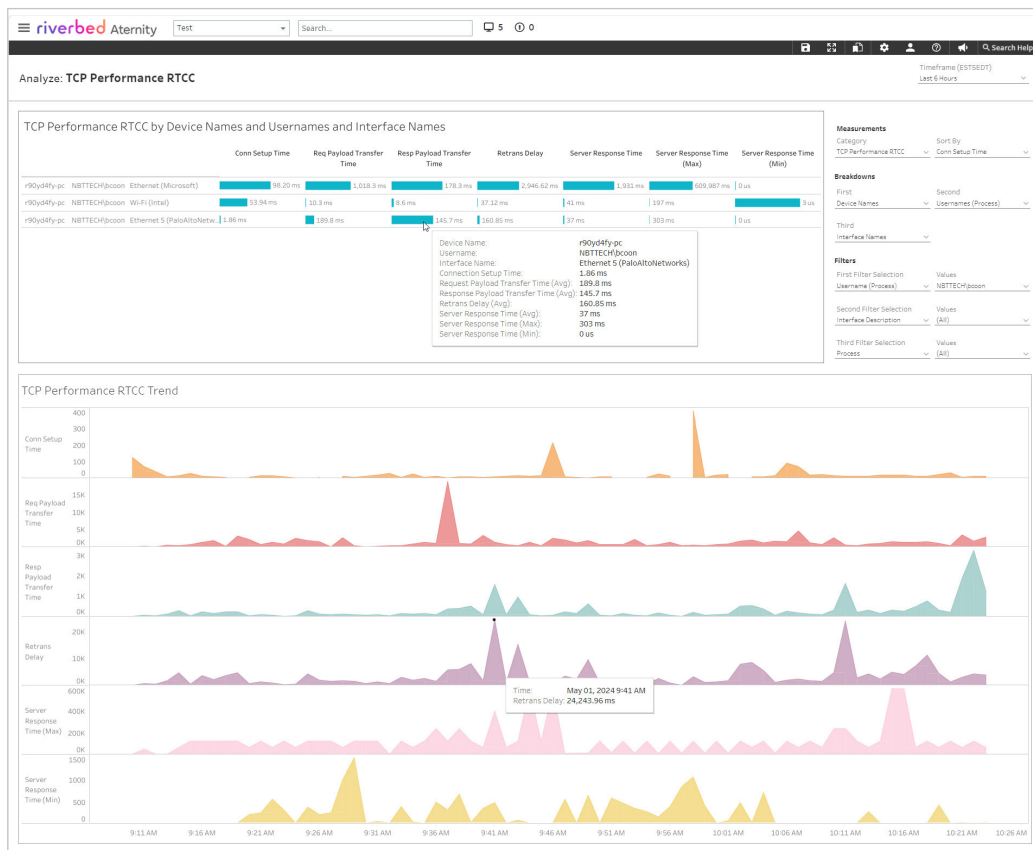 riverbed Aternity Test Search... 5 0
Search Help
Analyze: TCP Performance RTCC
Timeframe (ESTSEDT)
Last 6 Hours
TCP Performance RTCC by Device Names and Usernames and Interface Names
Conn Setup Time Req Payload Transfer Time Resp Payload Transfer Time Retrans Delay Server Response Time Server Response Time (Max) Server Response Time (Min)
r90yd4fy-pc NBTTECH\bcoon Ethernet (Microsoft) 98.20 ms 1,018.3 ms 178.3 ms 2,946.62 ms 1,931 ms 609,987 ms 0 us
r90yd4fy-pc NBTTECH\bcoon Wi-Fi (Intel) 53.94 ms 10.3 ms 8.6 ms 37.12 ms 41 ms 197 ms 3 us
r90yd4fy-pc NBTTECH\bcoon Ethernet 5 (PaloAltoNetw.. 1.86 ms 189.8 ms 145.7 ms 160.85 ms 37 ms 303 ms 0 us
Device Name: r90yd4fy-pc
Username: NBTTECH\bcoon
Interface Name: Ethernet 5 (PaloAltoNetworks)
Connection Setup Time: 1.86 ms
Request Payload Transfer Time (Avg): 189.8 ms
Response Payload Transfer Time (Avg): 145.7 ms
Retrans Delay (Avg): 160.85 ms
Server Response Time (Avg): 37 ms
Server Response Time (Max): 303 ms
Server Response Time (Min): 0 us
Measurements
Category Sort By
TCP Performance RTCC Conn Setup Time
Breakdowns
First Second
Device Names Usernames (Process)
Third
Interface Names
Filters
First Filter Selection Values
Username (Process) NBTTECH\bcoon
Second Filter Selection Values
Interface Description (All)
Third Filter Selection Values
Process (All)
TCP Performance RTCC Trend
Conn Setup Time
400
300
200
100
0
Req Payload Transfer Time
15K
10K
5K
0K
Resp Payload Transfer Time
3K
2K
1K
0K
Retrans Delay
20K
10K
0K
Time: May 01, 2024 9:41 AM
Retrans Delay: 24,243.96 ms
Server Response Time (Max)
600K
400K
200K
0K
Server Response Time (Min)
1500
1000
500
0
9:11 AM 9:16 AM 9:21 AM 9:26 AM 9:31 AM 9:36 AM 9:41 AM 9:46 AM 9:51 AM 9:56 AM 10:01 AM 10:06 AM 10:11 AM 10:16 AM 10:21 AM 10:26 AM